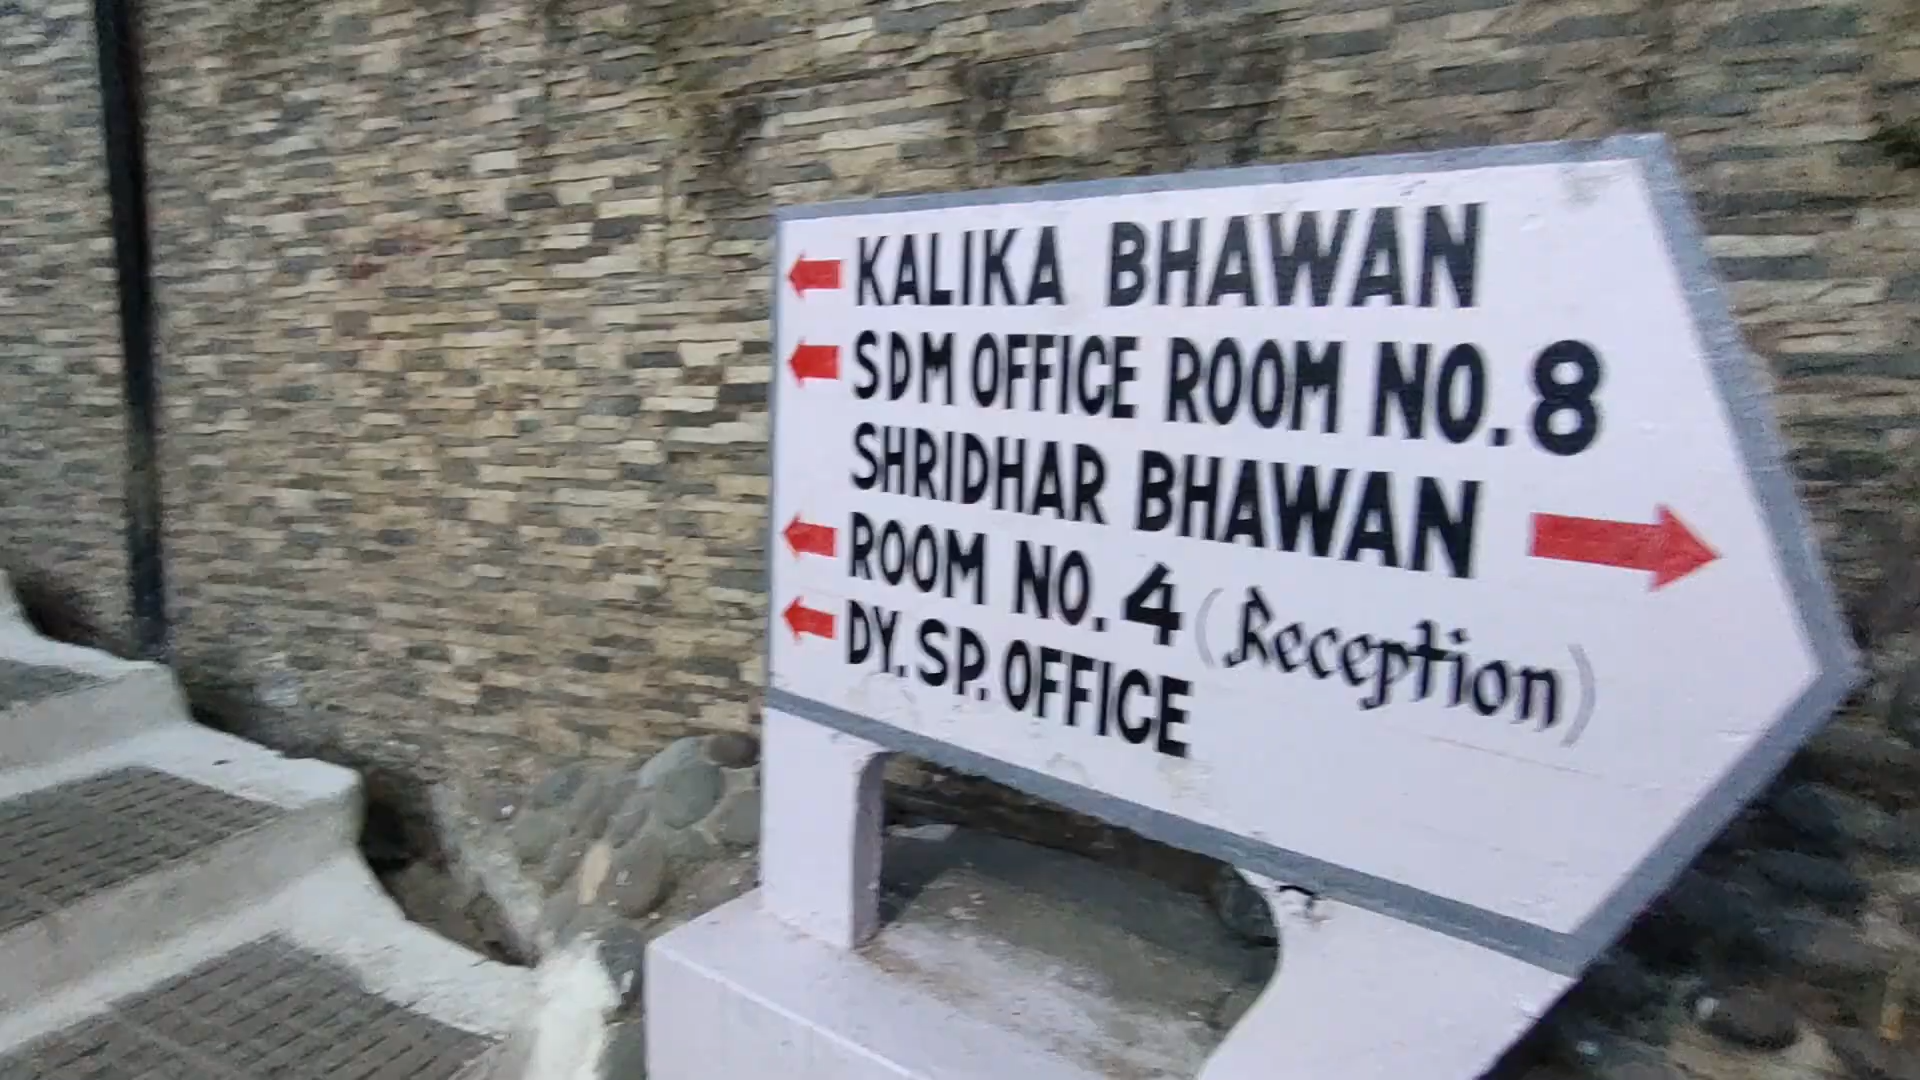 KALIKA BHAWAN
SDM OFFICE ROOM NO. 8
SHRIDHAR BHAWAN
ROOM NO. 4 (Reception)
DY. SP. OFFICE